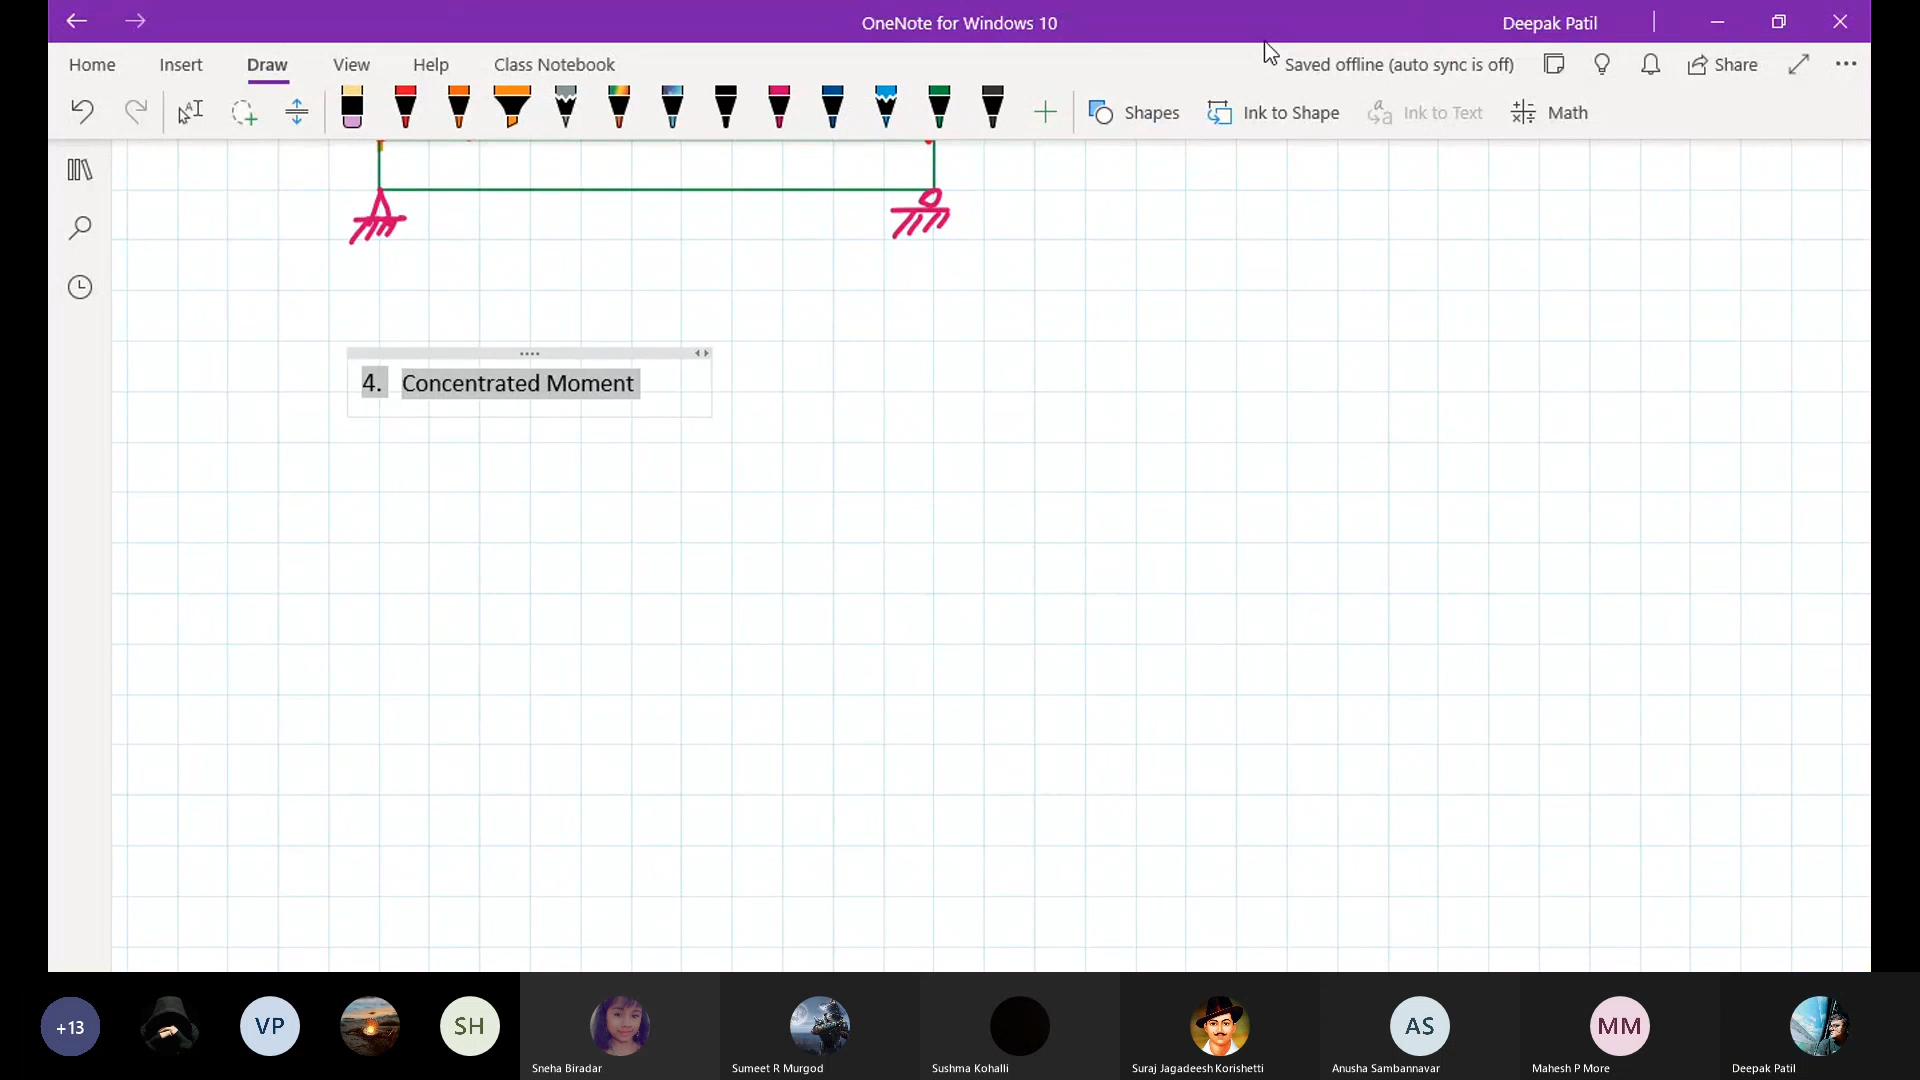 OneNote for Windows 10
Deepak Patil
Home
Insert
Draw
View
Help
Class Notebook
Saved offline (auto sync is off)
Share
Shapes
Ink to Shape
Ink to Text
Math
4. Concentrated Moment
+13
VP
SH
AS
MM
Sneha Biradar
Sumeet R Murgod
Sushma Kohalli
Suraj Jagadeesh Korishetti
Anusha Sambannavar
Mahesh P More
Deepak Patil